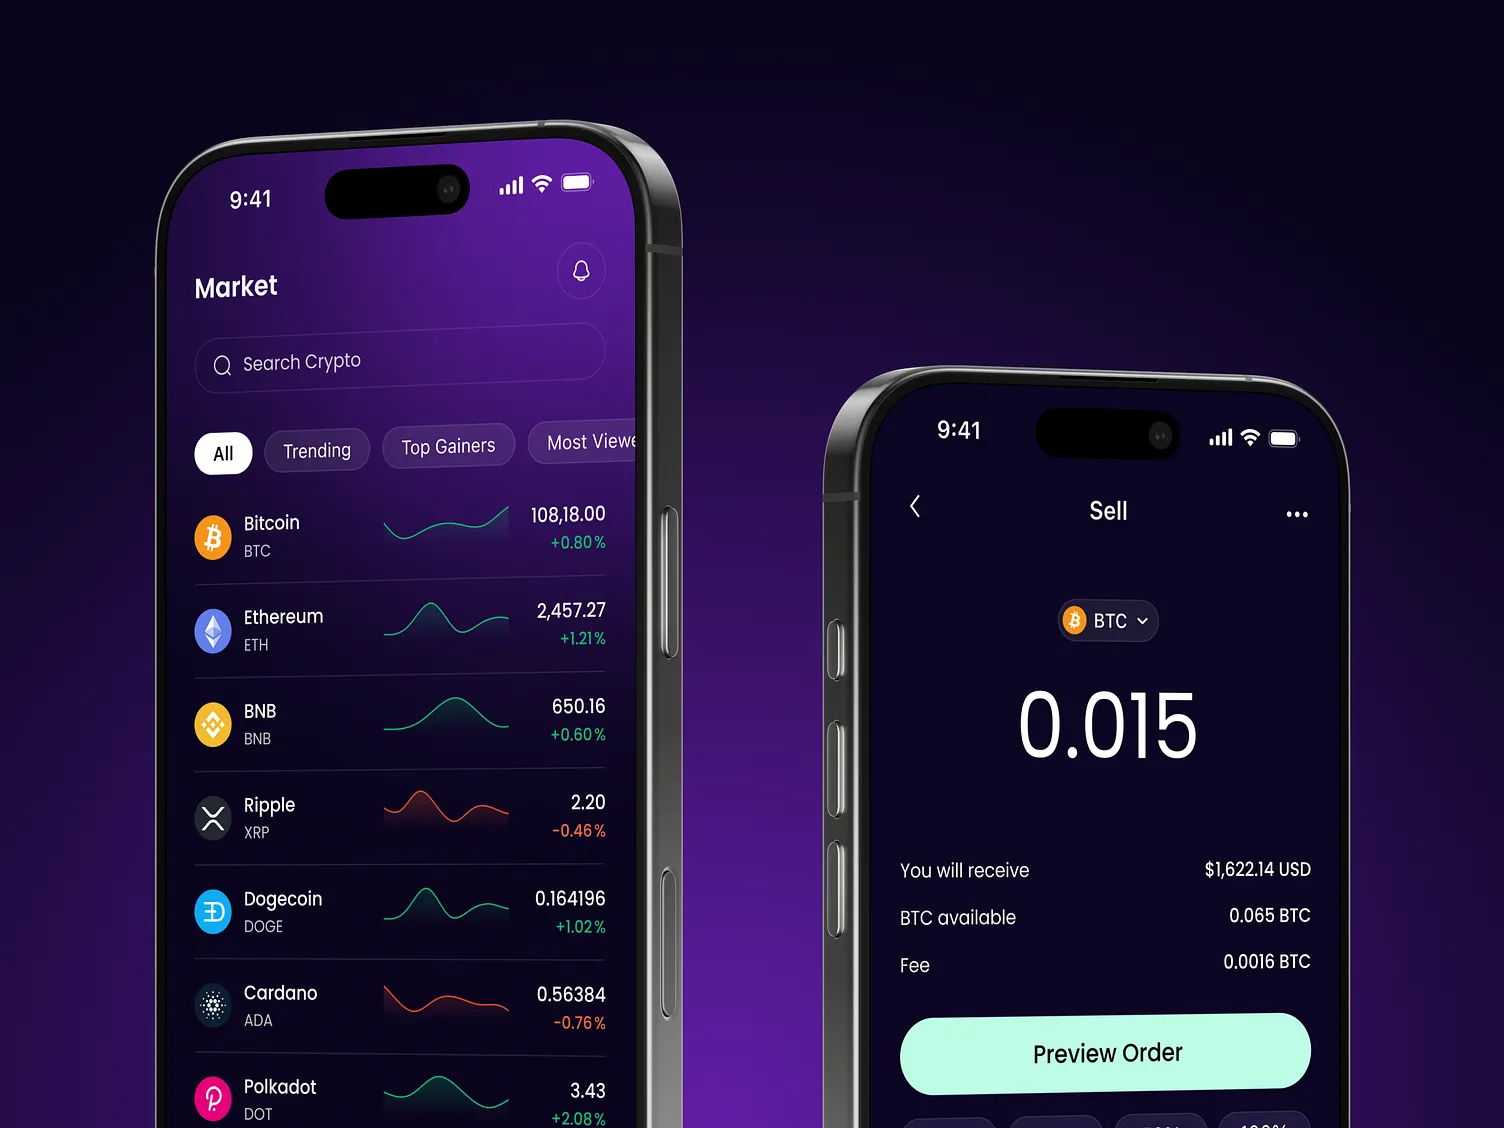 9:41
Market
Search Crypto
All
Trending
Top Gainers
Most Viewe
Bitcoin
108,18.00
BTC
+0.80%
Ethereum
2,457.27
ETH
+1.21%
BNB
650.16
BNB
+0.60%
Ripple
2.20
XRP
-0.46%
Dogecoin
0.164196
DOGE
+1.02%
Cardano
0.56384
ADA
-0.76%
Polkadot
3.43
DOT
+2.08%
9:41
Sell
BTC
0.015
You will receive
$1,622.14 USD
BTC available
0.065 BTC
Fee
0.0016 BTC
Preview Order